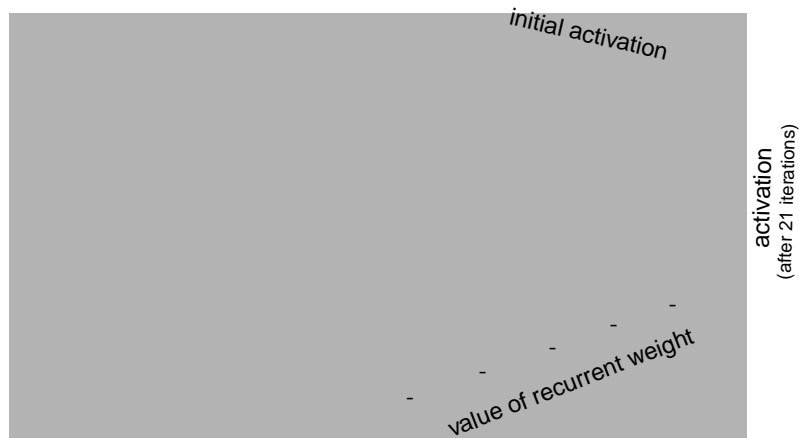 initial activation
activation
(after 21 iterations)
-
-
-
-
-
value of recurrent weight